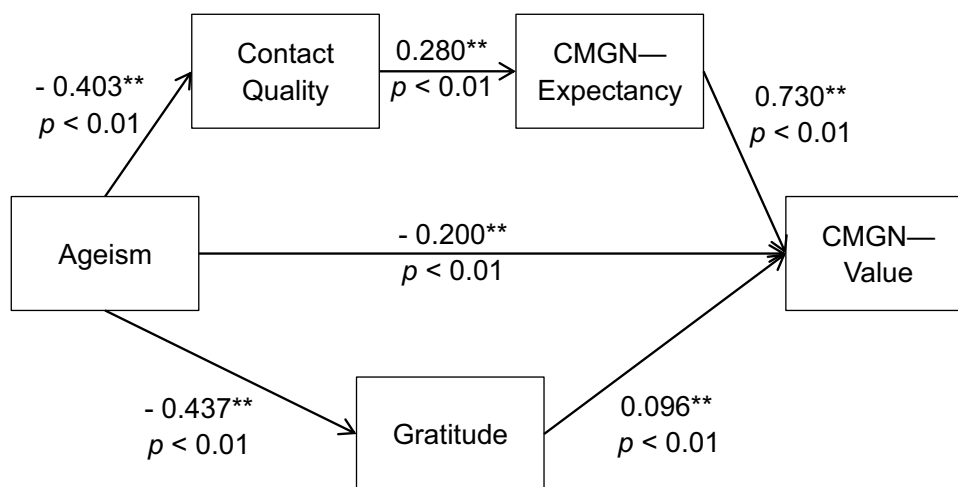 Contact
Quality
0.280**
p < 0.01
CMGN—
Expectancy
- 0.403**
p < 0.01
0.730**
p < 0.01
Ageism
- 0.200**
p < 0.01
CMGN—
Value
- 0.437**
p < 0.01
Gratitude
0.096**
p < 0.01